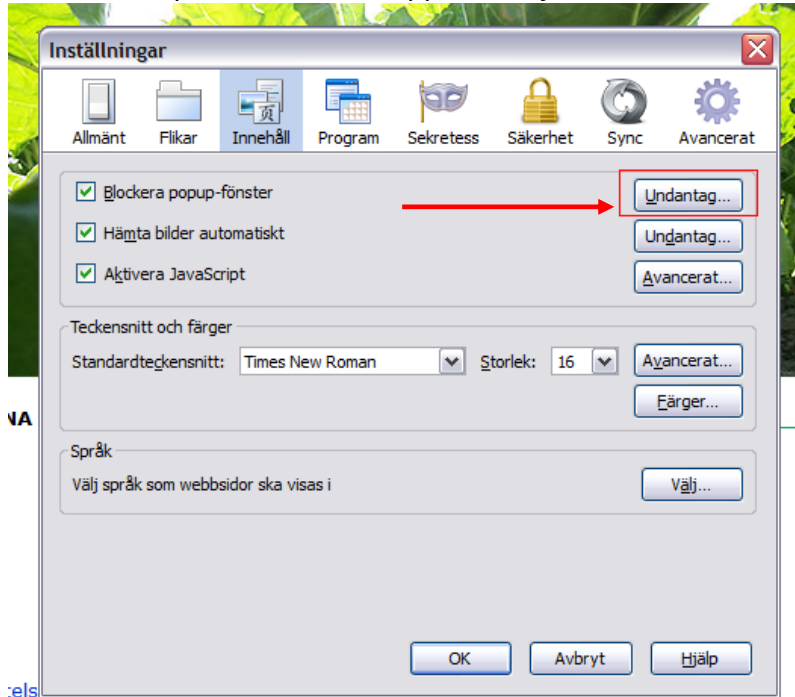 Inställningar
Allmänt Flikar Innehåll Program Sekretess Säkerhet Sync Avancerat
Blockera popup-fönster Undantag...
Hämta bilder automatiskt Undantag...
Aktivera JavaScript Avancerat...
Teckensnitt och färger
Standardteckensnitt: Times New Roman Storlek: 16 Avancerat...
Färger...
NA
Språk
Välj språk som webbsidor ska visas i Välj...
OK Avbryt Hjälp